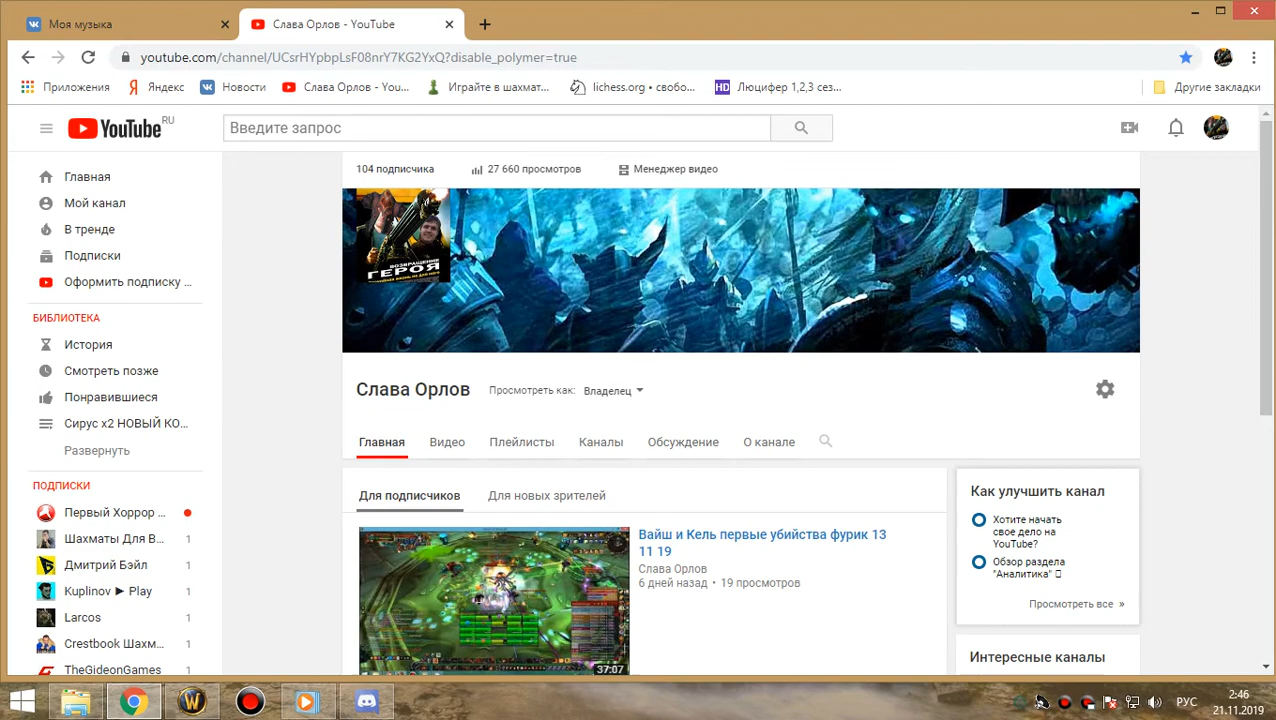 Моя музыка
Слава Орлов - YouTube
youtube.com/channel/UCsrHYpbpLsF08nrY7KG2YxQ?disable_polymer=true
Приложения
Яндекс
Новости
Слава Орлов - You...
Играйте в шахмат...
lichess.org • свобо...
HD Люцифер 1,2,3 сез...
Другие закладки
YouTube RU
Введите запрос
Главная
Мой канал
В тренде
Подписки
Оформить подписку ...
БИБЛИОТЕКА
История
Смотреть позже
Понравившиеся
Сирус х2 НОВЫЙ КО...
Развернуть
ПОДПИСКИ
Первый Хоррор ...
Шахматы Для В... 1
Дмитрий Бэйл 1
Kuplinov ► Play 1
Larcos 1
Crestbook Шахм... 1
TheGideonGames 1
104 подписчика
27 660 просмотров
Менеджер видео
ВОЗВРАЩЕНИЕ
ГЕРОЯ
Слава Орлов
Просмотреть как: Владелец
Главная
Видео
Плейлисты
Каналы
Обсуждение
О канале
Для подписчиков
Для новых зрителей
37:07
Вайш и Кель первые убийства фурик 13
11 19
Слава Орлов
6 дней назад • 19 просмотров
Как улучшить канал
Хотите начать
свое дело на
YouTube?
Обзор раздела
"Аналитика"
Просмотреть все »
Интересные каналы
РУС
2:46
21.11.2019